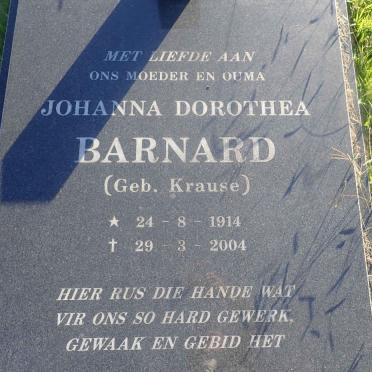 MET LIEFDE AAN
ONS MOEDER EN OUMA
JOHANNA DOROTHEA
BARNARD
(Geb. Krause)
★ 24 - 8 - 1914
† 29 - 3 - 2004
HIER RUS DIE HANDE WAT
VIR ONS SO HARD GEWERK,
GEWAAK EN GEBID HET